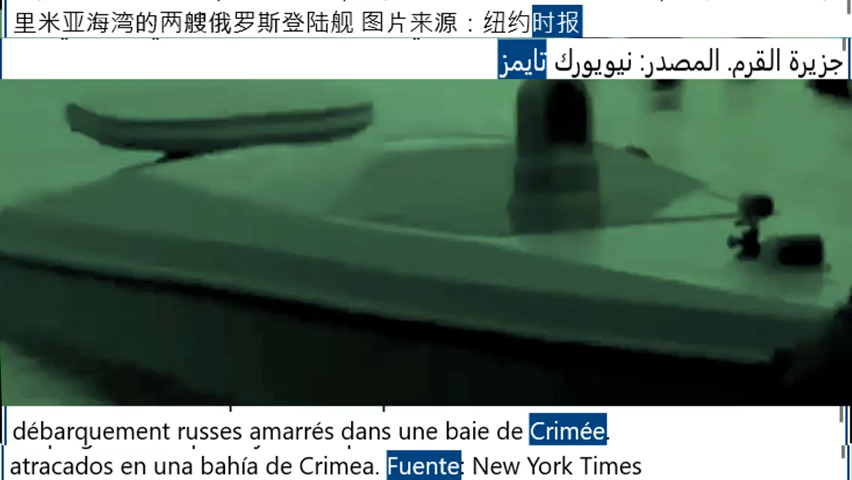 里米亚海湾的两艘俄罗斯登陆舰 图片来源：纽约时报
جزيرة القرم. المصدر: نيويورك تايمز
débarquement russes amarrés dans une baie de Crimée.
atracados en una bahía de Crimea. Fuente: New York Times